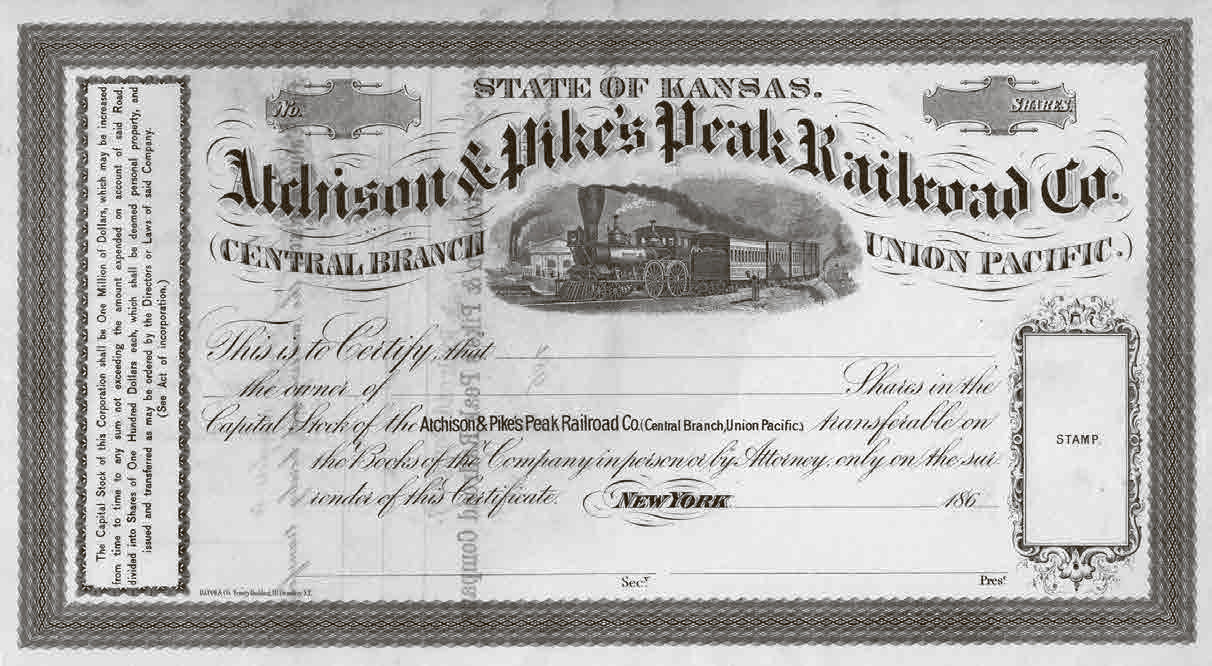 STATE OF KANSAS.
No.
SHARES.
Atchison & Pike's Peak Railroad Co.
(CENTRAL BRANCH UNION PACIFIC.)
The Capital Stock of this Corporation shall be One Million of Dollars, which may be increased
from time to time to any sum not exceeding the amount expended on account of said Road,
divided into Shares of One Hundred Dollars each, which shall be deemed personal property, and
issued and transferred as may be ordered by the Directors or Laws of said Company.
(See Act of incorporation.)
This is to Certify, that
the owner of Shares in the
Capital Stock of the Atchison & Pike's Peak Railroad Co. (Central Branch, Union Pacific.) transferable on
the Books of the Company in person or by Attorney, only on the sur
render of this Certificate. NEW YORK 186
STAMP
Secy. Prest.
Trinity Building, 111 Broadway N.Y.